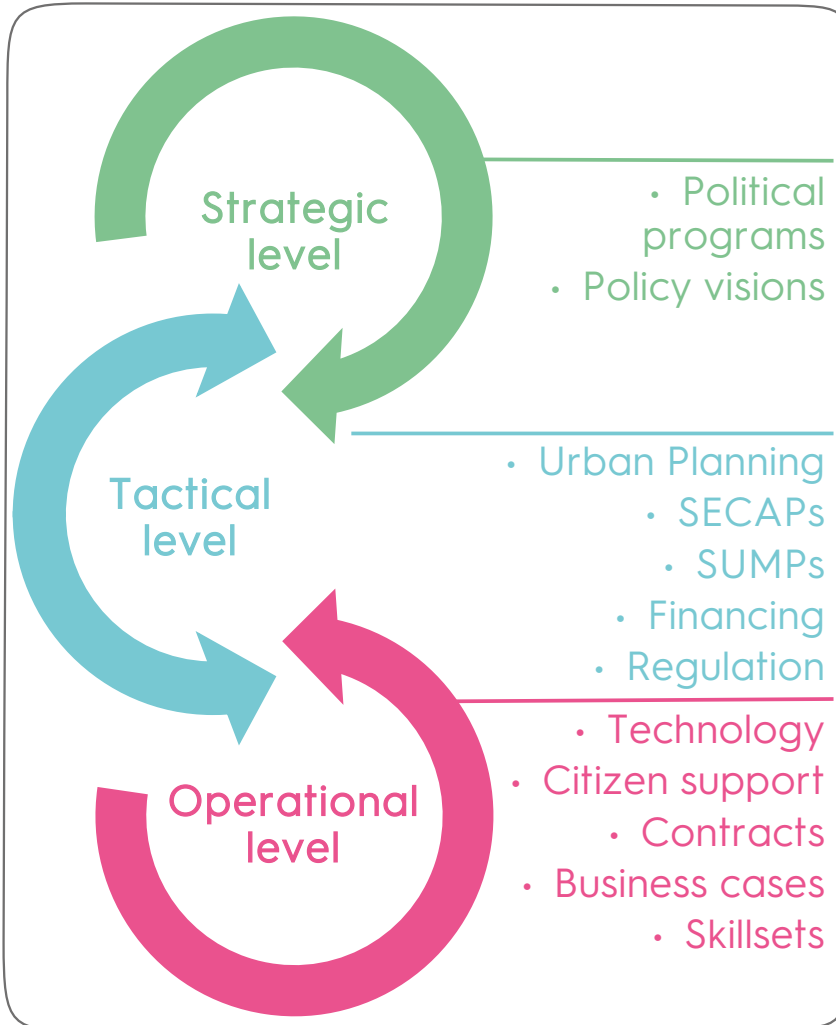 Strategic
level
• Political
programs
• Policy visions
Tactical
level
• Urban Planning
• SECAPs
• SUMPs
• Financing
• Regulation
Operational
level
• Technology
• Citizen support
• Contracts
• Business cases
• Skillsets